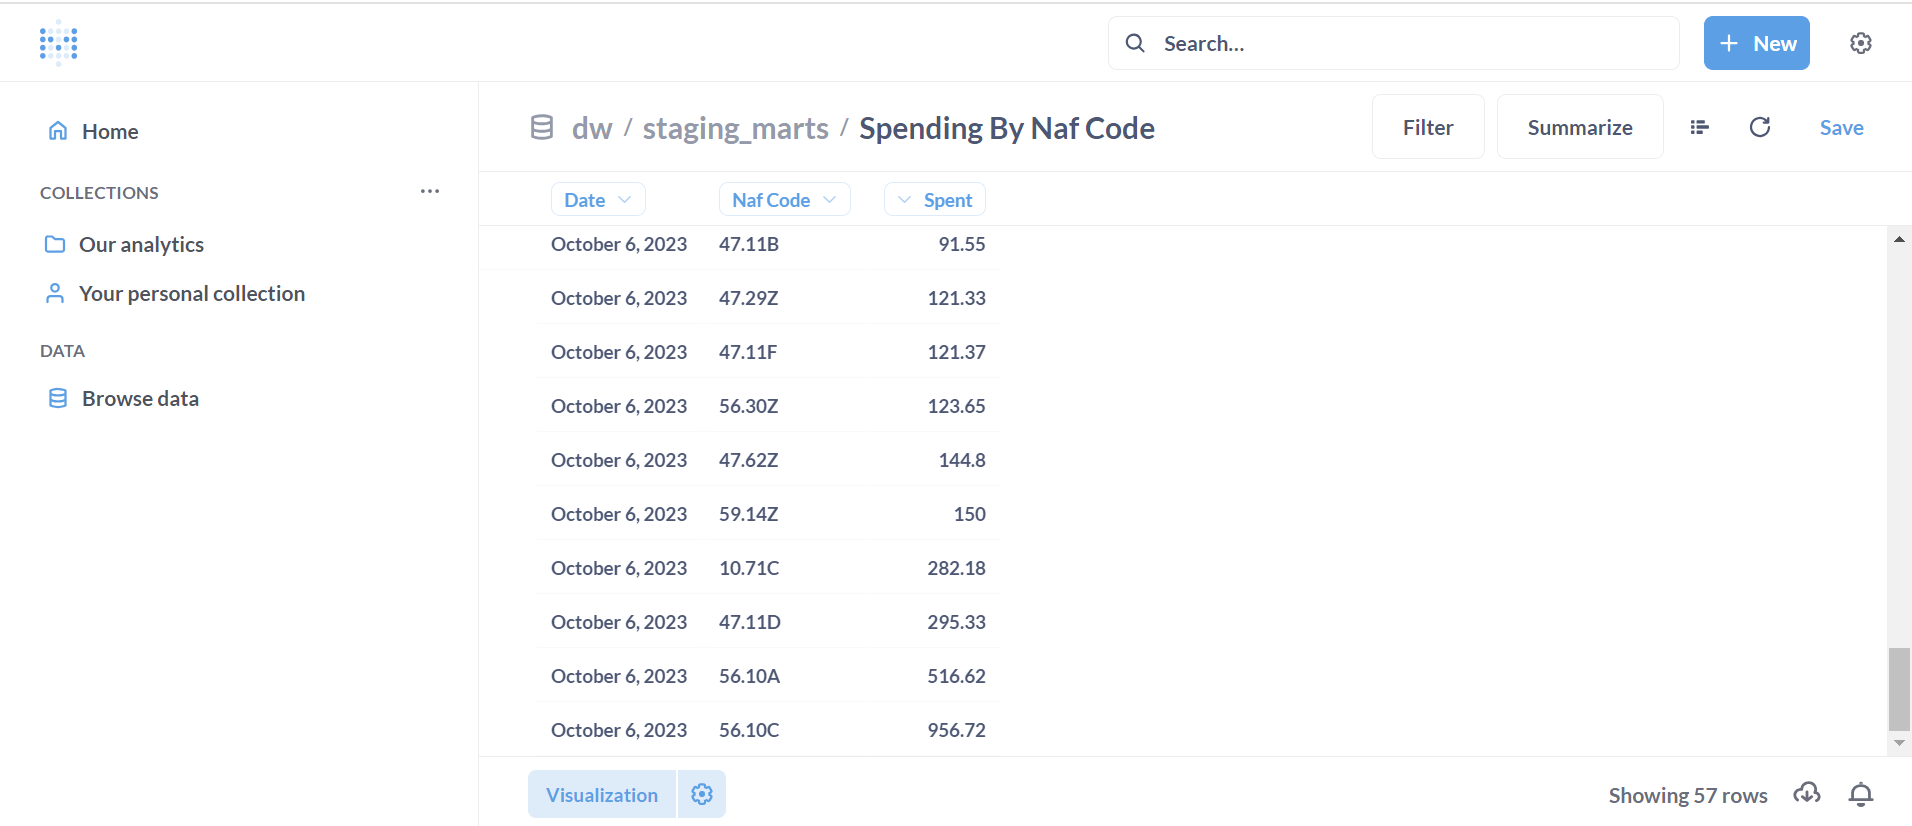 Search...
+ New
Home
COLLECTIONS
Our analytics
Your personal collection
DATA
Browse data
dw / staging_marts / Spending By Naf Code
Filter
Summarize
Save
Date Naf Code Spent
October 6, 2023 47.11B 91.55
October 6, 2023 47.29Z 121.33
October 6, 2023 47.11F 121.37
October 6, 2023 56.30Z 123.65
October 6, 2023 47.62Z 144.8
October 6, 2023 59.14Z 150
October 6, 2023 10.71C 282.18
October 6, 2023 47.11D 295.33
October 6, 2023 56.10A 516.62
October 6, 2023 56.10C 956.72
Visualization
Showing 57 rows